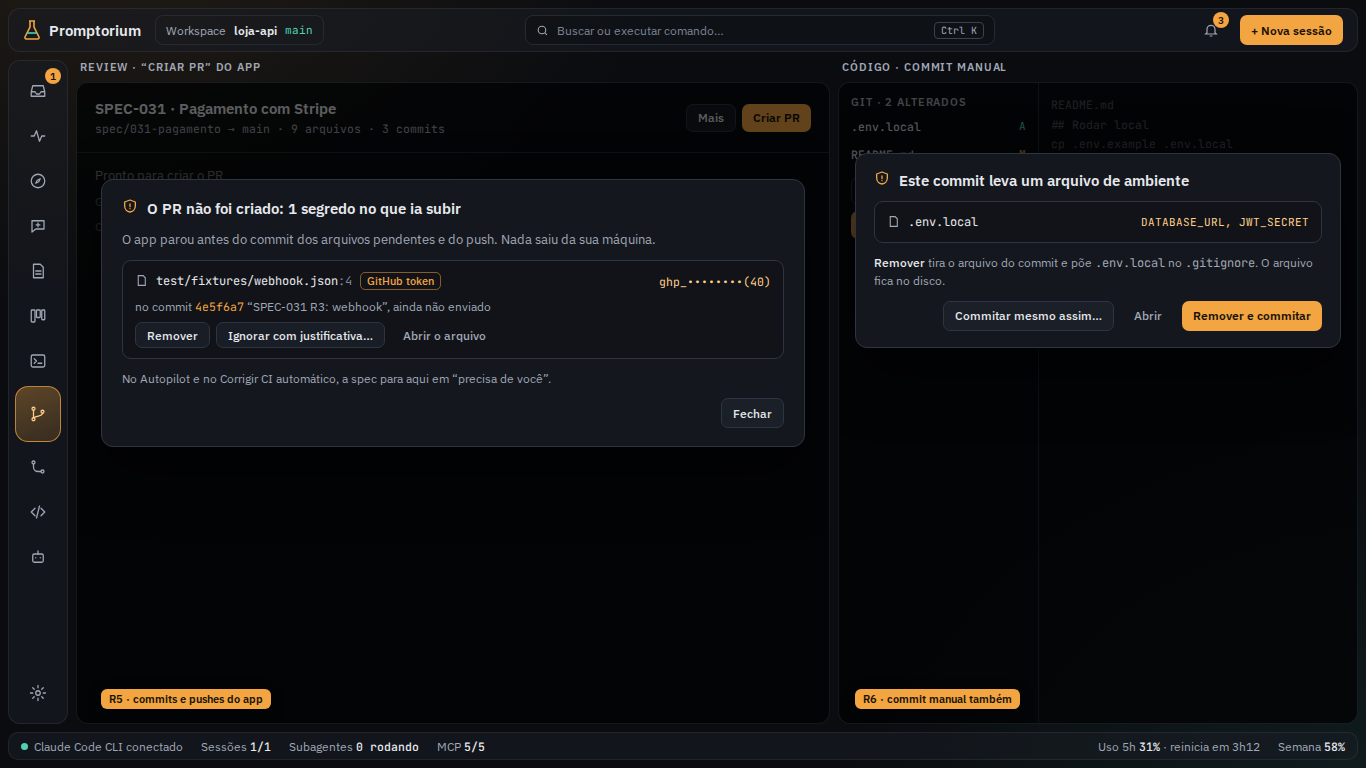 Promptorium
Workspace loja-api main
Buscar ou executar comando...
Ctrl K
3
+ Nova sessão
1
REVIEW · “CRIAR PR” DO APP
SPEC-031 · Pagamento com Stripe
spec/031-pagamento → main · 9 arquivos · 3 commits
Mais
Criar PR
Pronto para criar o PR
O PR não foi criado: 1 segredo no que ia subir
O app parou antes do commit dos arquivos pendentes e do push. Nada saiu da sua máquina.
test/fixtures/webhook.json:4 GitHub token ghp_••••••••(40)
no commit 4e5f6a7 “SPEC-031 R3: webhook”, ainda não enviado
Remover
Ignorar com justificativa...
Abrir o arquivo
No Autopilot e no Corrigir CI automático, a spec para aqui em “precisa de você”.
Fechar
R5 · commits e pushes do app
CÓDIGO · COMMIT MANUAL
GIT · 2 ALTERADOS
.env.local A
README.md
## Rodar local
cp .env.example .env.local
Este commit leva um arquivo de ambiente
.env.local DATABASE_URL, JWT_SECRET
Remover tira o arquivo do commit e põe .env.local no .gitignore. O arquivo
fica no disco.
Commitar mesmo assim...
Abrir
Remover e commitar
R6 · commit manual também
Claude Code CLI conectado
Sessões 1/1
Subagentes 0 rodando
MCP 5/5
Uso 5h 31% · reinicia em 3h12
Semana 58%